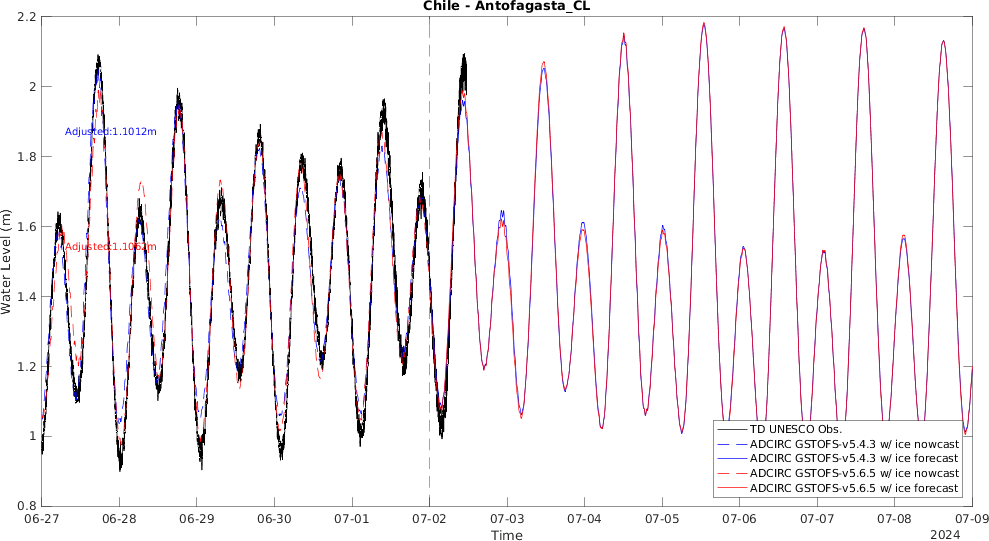 Chile - Antofagasta_CL
2.2
2
1.8
1.6
1.4
1.2
1
0.8
Water Level (m)
Adjusted:1.1012m
Adjusted:1.1062m
TD UNESCO Obs.
ADCIRC GSTOFS-v5.4.3 w/ ice nowcast
ADCIRC GSTOFS-v5.4.3 w/ ice forecast
ADCIRC GSTOFS-v5.6.5 w/ ice nowcast
ADCIRC GSTOFS-v5.6.5 w/ ice forecast
06-27 06-28 06-29 06-30 07-01 07-02 07-03 07-04 07-05 07-06 07-07 07-08 07-09
Time
2024